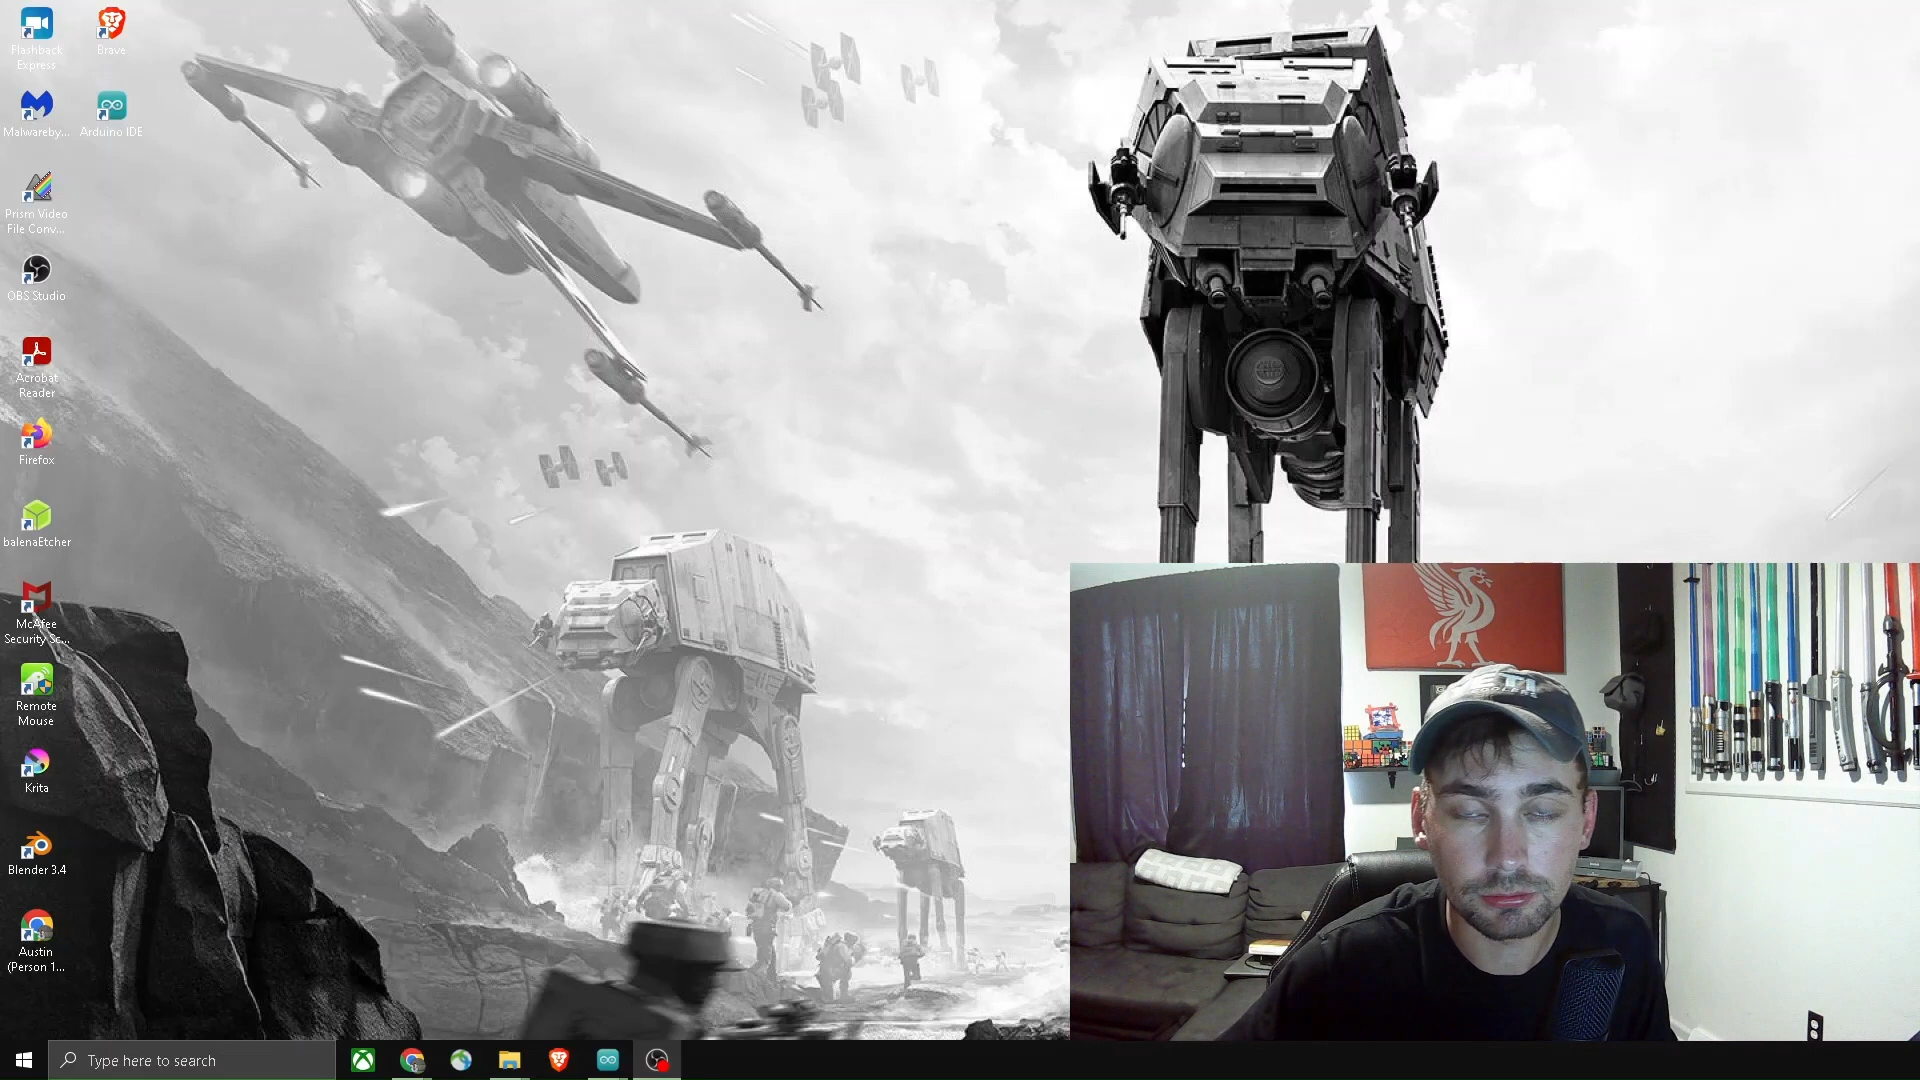 Flashback
Express
Brave
Malwareby...
Arduino IDE
Prism Video
File Conv...
OBS Studio
Acrobat
Reader
Firefox
balenaEtcher
McAfee
Security Sc...
Remote
Mouse
Krita
Blender 3.4
Austin
(Person 1...
Type here to search